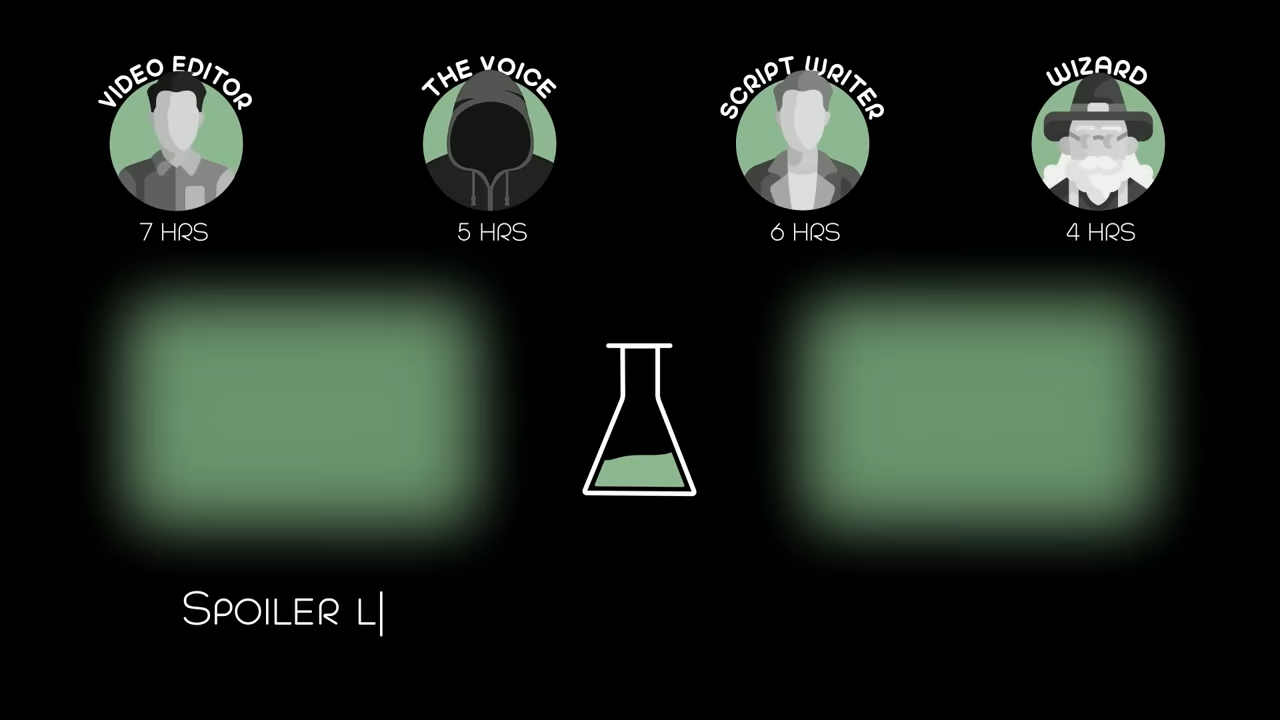 VIDEO EDITOR
THE VOICE
SCRIPT WRITER
WIZARD
7 HRS
5 HRS
6 HRS
4 HRS
SPOILER L